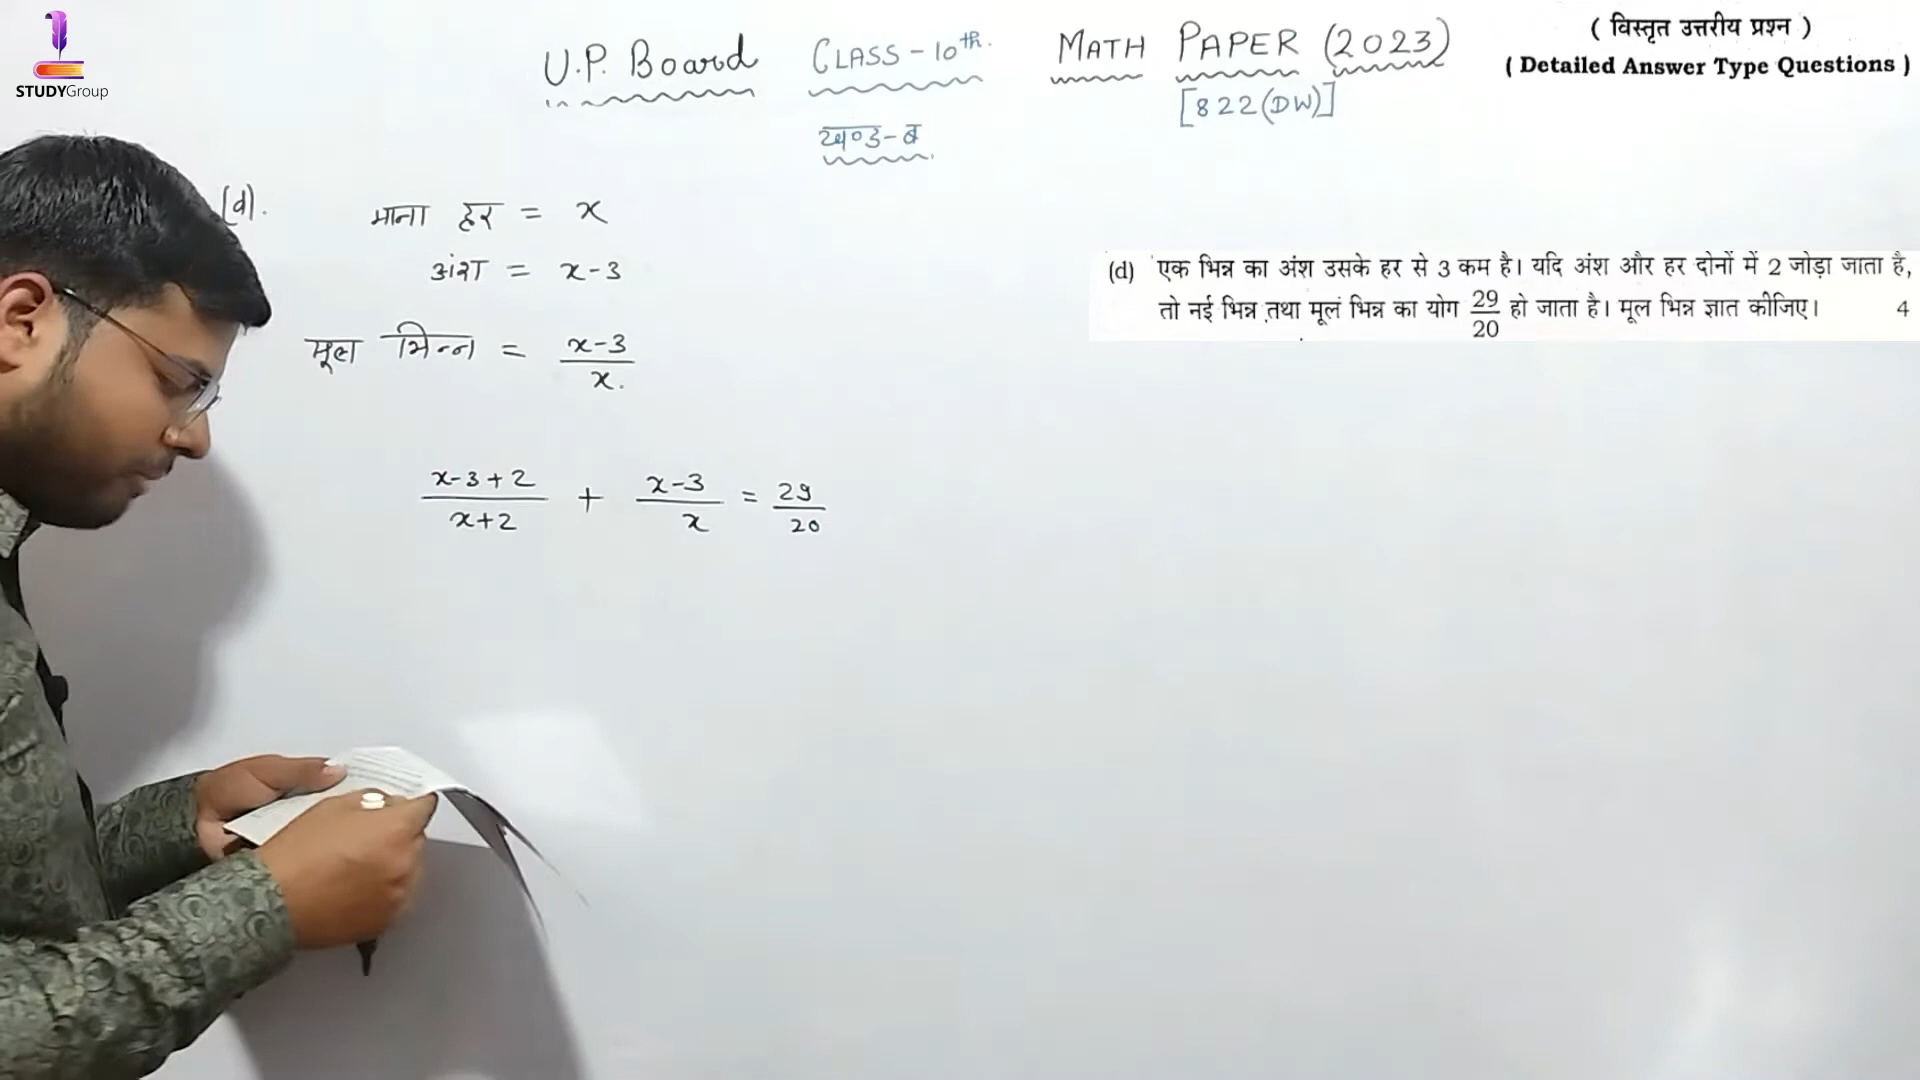 STUDYGroup
U.P. Board CLASS - 10th. MATH PAPER (2023)
[822(DW)]
खण्ड-ब
( विस्तृत उत्तरीय प्रश्न )
( Detailed Answer Type Questions )
(d).
माना हर = x
अंश = x-3
मूल भिन्न = x-3
x.
x-3+2 + x-3 = 29
x+2 x 20
(d) एक भिन्न का अंश उसके हर से 3 कम है। यदि अंश और हर दोनों में 2 जोड़ा जाता है,
तो नई भिन्न तथा मूल भिन्न का योग 29/20 हो जाता है। मूल भिन्न ज्ञात कीजिए। 4